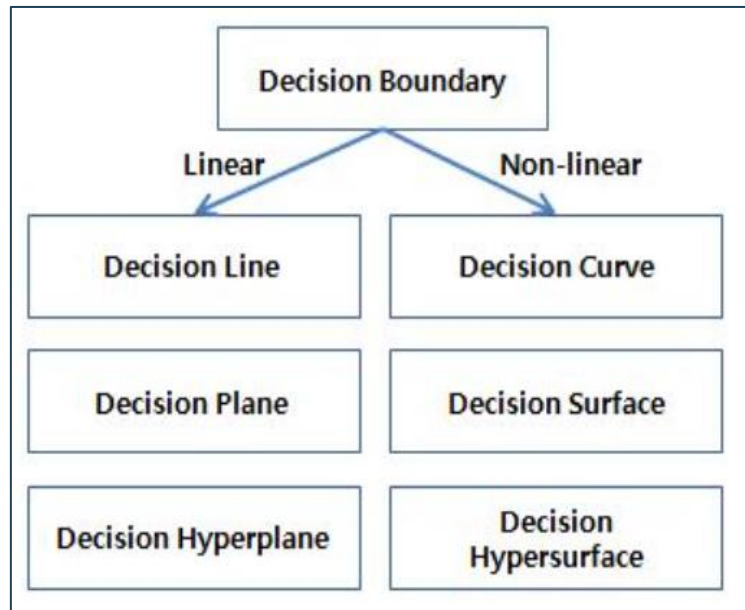 Decision Boundary
Linear
Non-linear
Decision Line
Decision Curve
Decision Plane
Decision Surface
Decision Hyperplane
Decision
Hypersurface